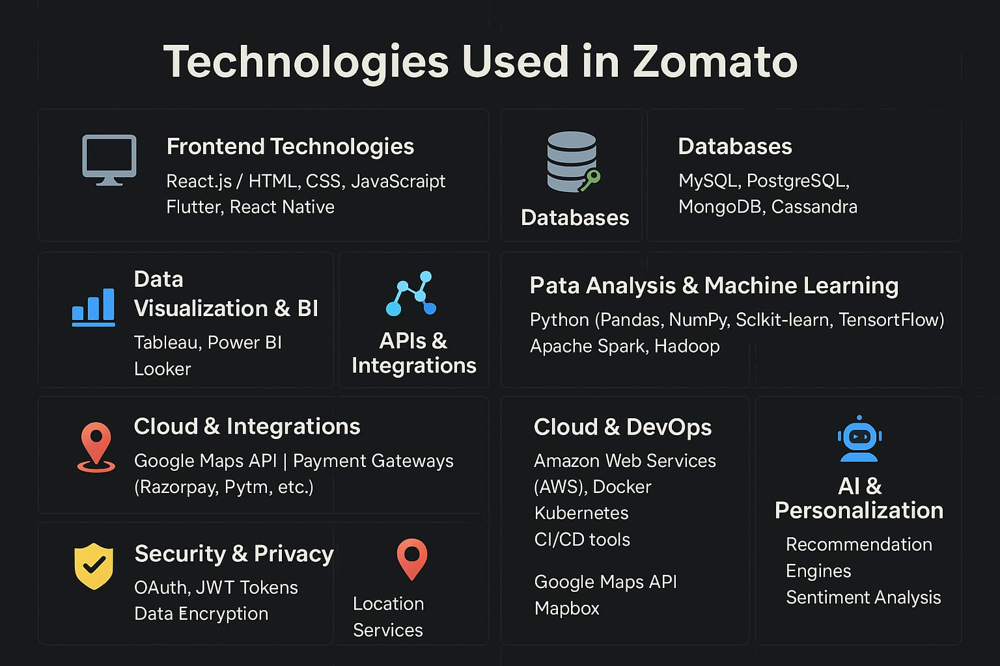 Technologies Used in Zomato
Frontend Technologies
React.js / HTML, CSS, JavaScraipt
Flutter, React Native
Databases
Databases
MySQL, PostgreSQL,
MongoDB, Cassandra
Data
Visualization & BI
Tableau, Power BI
Looker
APIs &
Integrations
Pata Analysis & Machine Learning
Python (Pandas, NumPy, Sclkit-learn, TensortFlow)
Apache Spark, Hadoop
Cloud & Integrations
Google Maps API | Payment Gateways
(Razorpay, Pytm, etc.)
Cloud & DevOps
Amazon Web Services
(AWS), Docker
Kubernetes
CI/CD tools
Google Maps API
Mapbox
AI &
Personalization
Recommendation
Engines
Sentiment Analysis
Security & Privacy
OAuth, JWT Tokens
Data Encryption
Location
Services